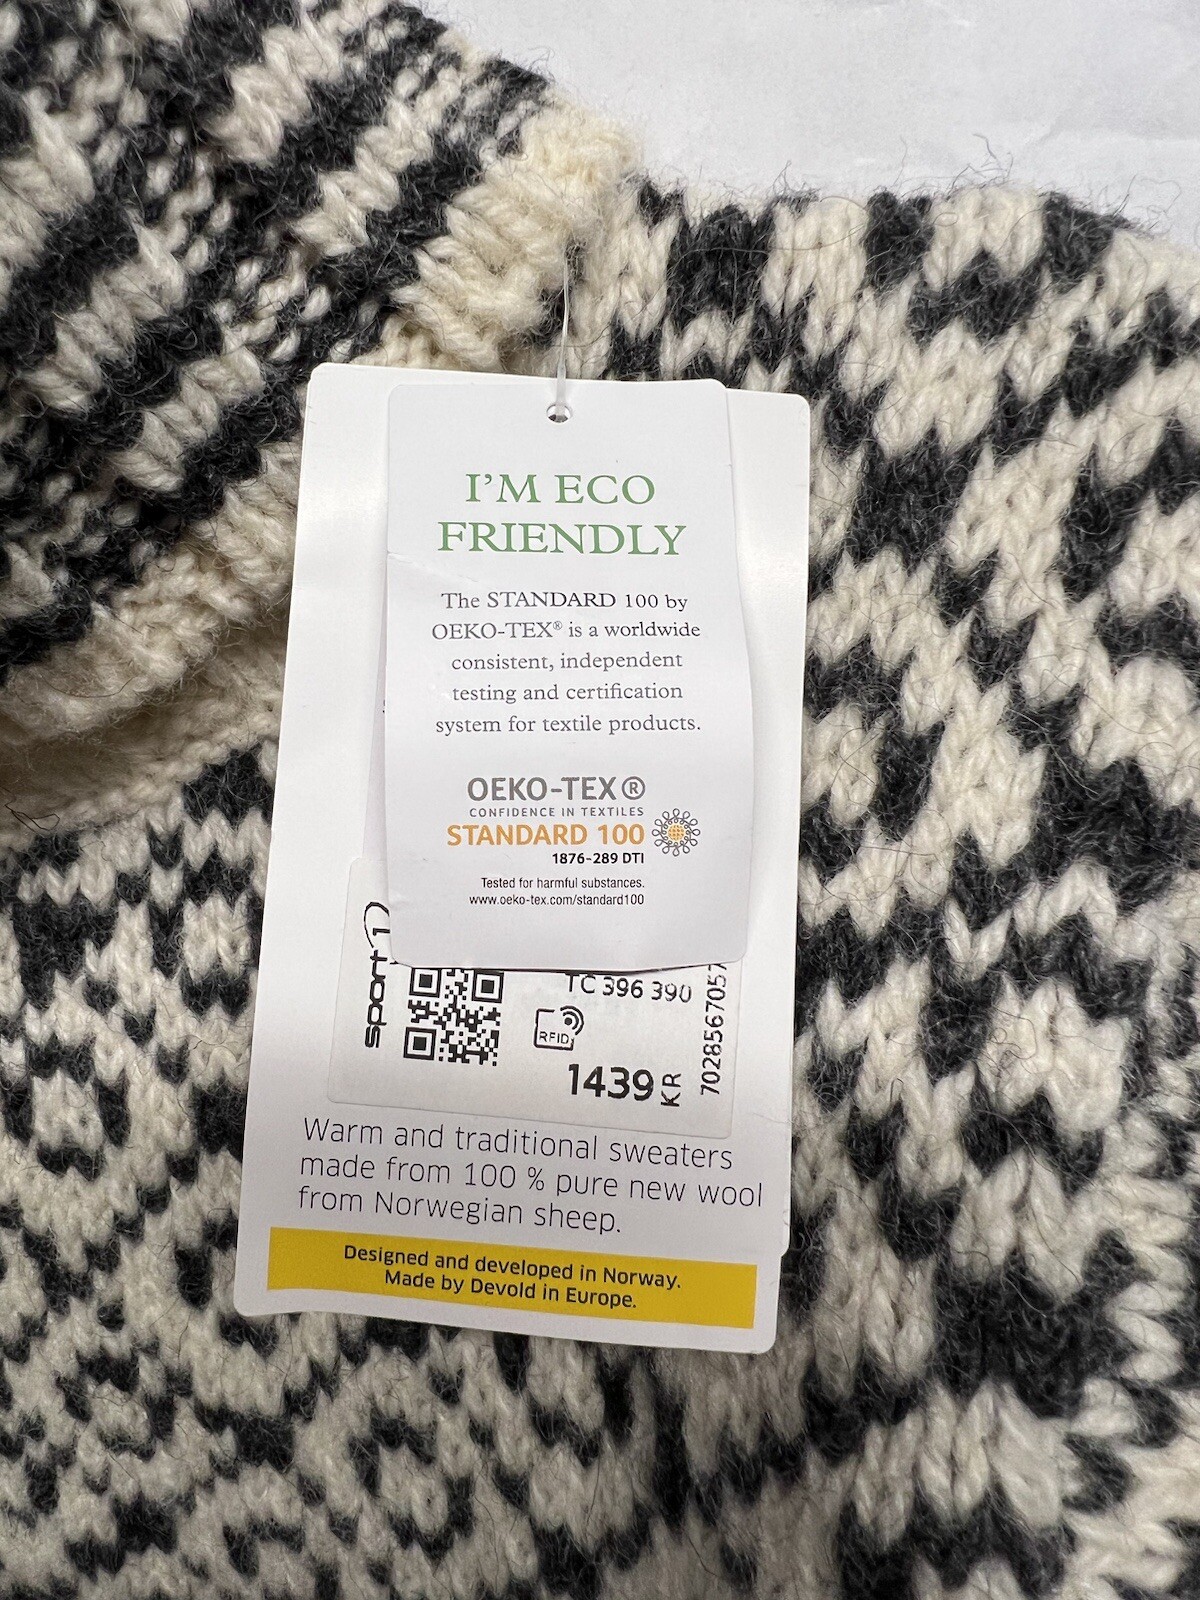 I'M ECO
FRIENDLY
The STANDARD 100 by
OEKO-TEX® is a worldwide
consistent, independent
testing and certification
system for textile products.
OEKO-TEX®
CONFIDENCE IN TEXTILES
STANDARD 100
1876-289 DTI
Tested for harmful substances.
www.oeko-tex.com/standard100
sport1
TC 396 390
RFID
1439 KR
7028567057
Warm and traditional sweaters
made from 100 % pure new wool
from Norwegian sheep.
Designed and developed in Norway.
Made by Devold in Europe.